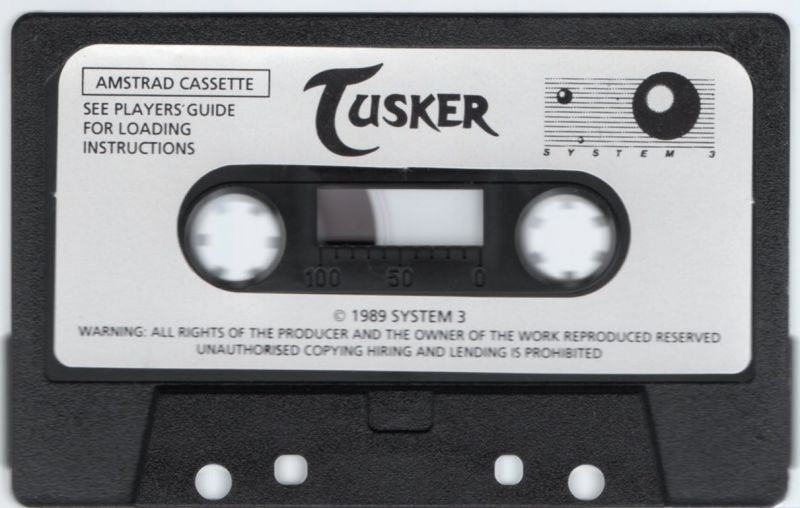 AMSTRAD CASSETTE
SEE PLAYERS' GUIDE
FOR LOADING
INSTRUCTIONS
TUSKER
3
SYSTEM 3
100 50 0
© 1989 SYSTEM 3
WARNING: ALL RIGHTS OF THE PRODUCER AND THE OWNER OF THE WORK REPRODUCED RESERVED
UNAUTHORISED COPYING HIRING AND LENDING IS PROHIBITED